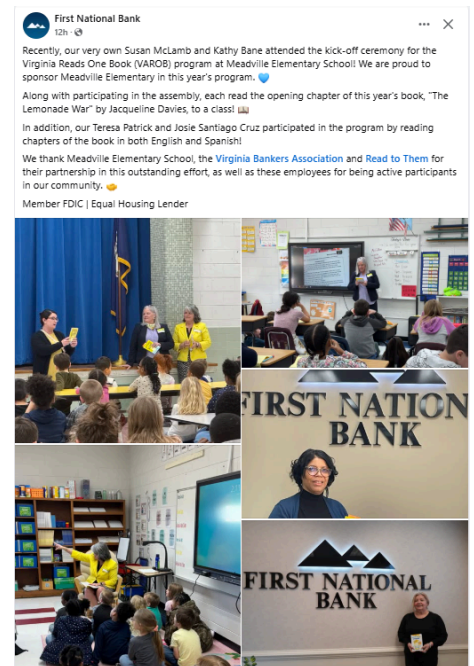 First National Bank
12h
Recently, our very own Susan McLamb and Kathy Bane attended the kick-off ceremony for the
Virginia Reads One Book (VAROB) program at Meadville Elementary School! We are proud to
sponsor Meadville Elementary in this year's program. 💙
Along with participating in the assembly, each read the opening chapter of this year's book, "The
Lemonade War" by Jacqueline Davies, to a class! 📖
In addition, our Teresa Patrick and Josie Santiago Cruz participated in the program by reading
chapters of the book in both English and Spanish!
We thank Meadville Elementary School, the Virginia Bankers Association and Read to Them for
their partnership in this outstanding effort, as well as these employees for being active participants
in our community. 🤝
Member FDIC | Equal Housing Lender
FIRST NATION
BANK
FIRST NATIONAL
BANK